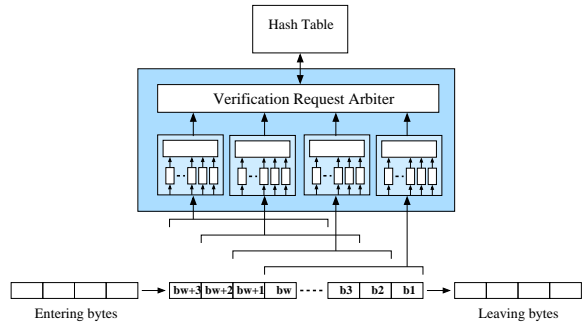 Hash Table
Verification Request Arbiter
bw+3 bw+2 bw+1 bw b3 b2 b1
Entering bytes Leaving bytes